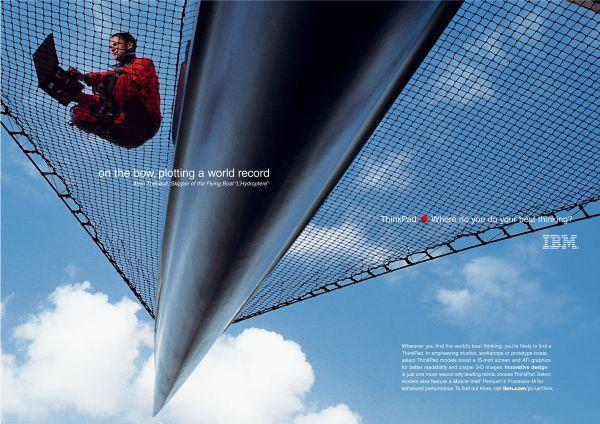 on the bow, plotting a world record
Alain Thébault, Skipper of the Flying Boat "L'Hydroptère"
ThinkPad Where do you do your best thinking?
IBM
Wherever you find the world's best thinking, you're likely to find a
ThinkPad. In engineering studios, workshops or prototype boats,
select ThinkPad models boast a 15-inch screen and ATI graphics
for better readability and crisper 3-D images. Innovative design
is just one more reason why leading minds choose ThinkPad. Select
models also feature a Mobile Intel Pentium 4 Processor-M for
enhanced performance. To find out more, visit ibm.com/pc/uk/think